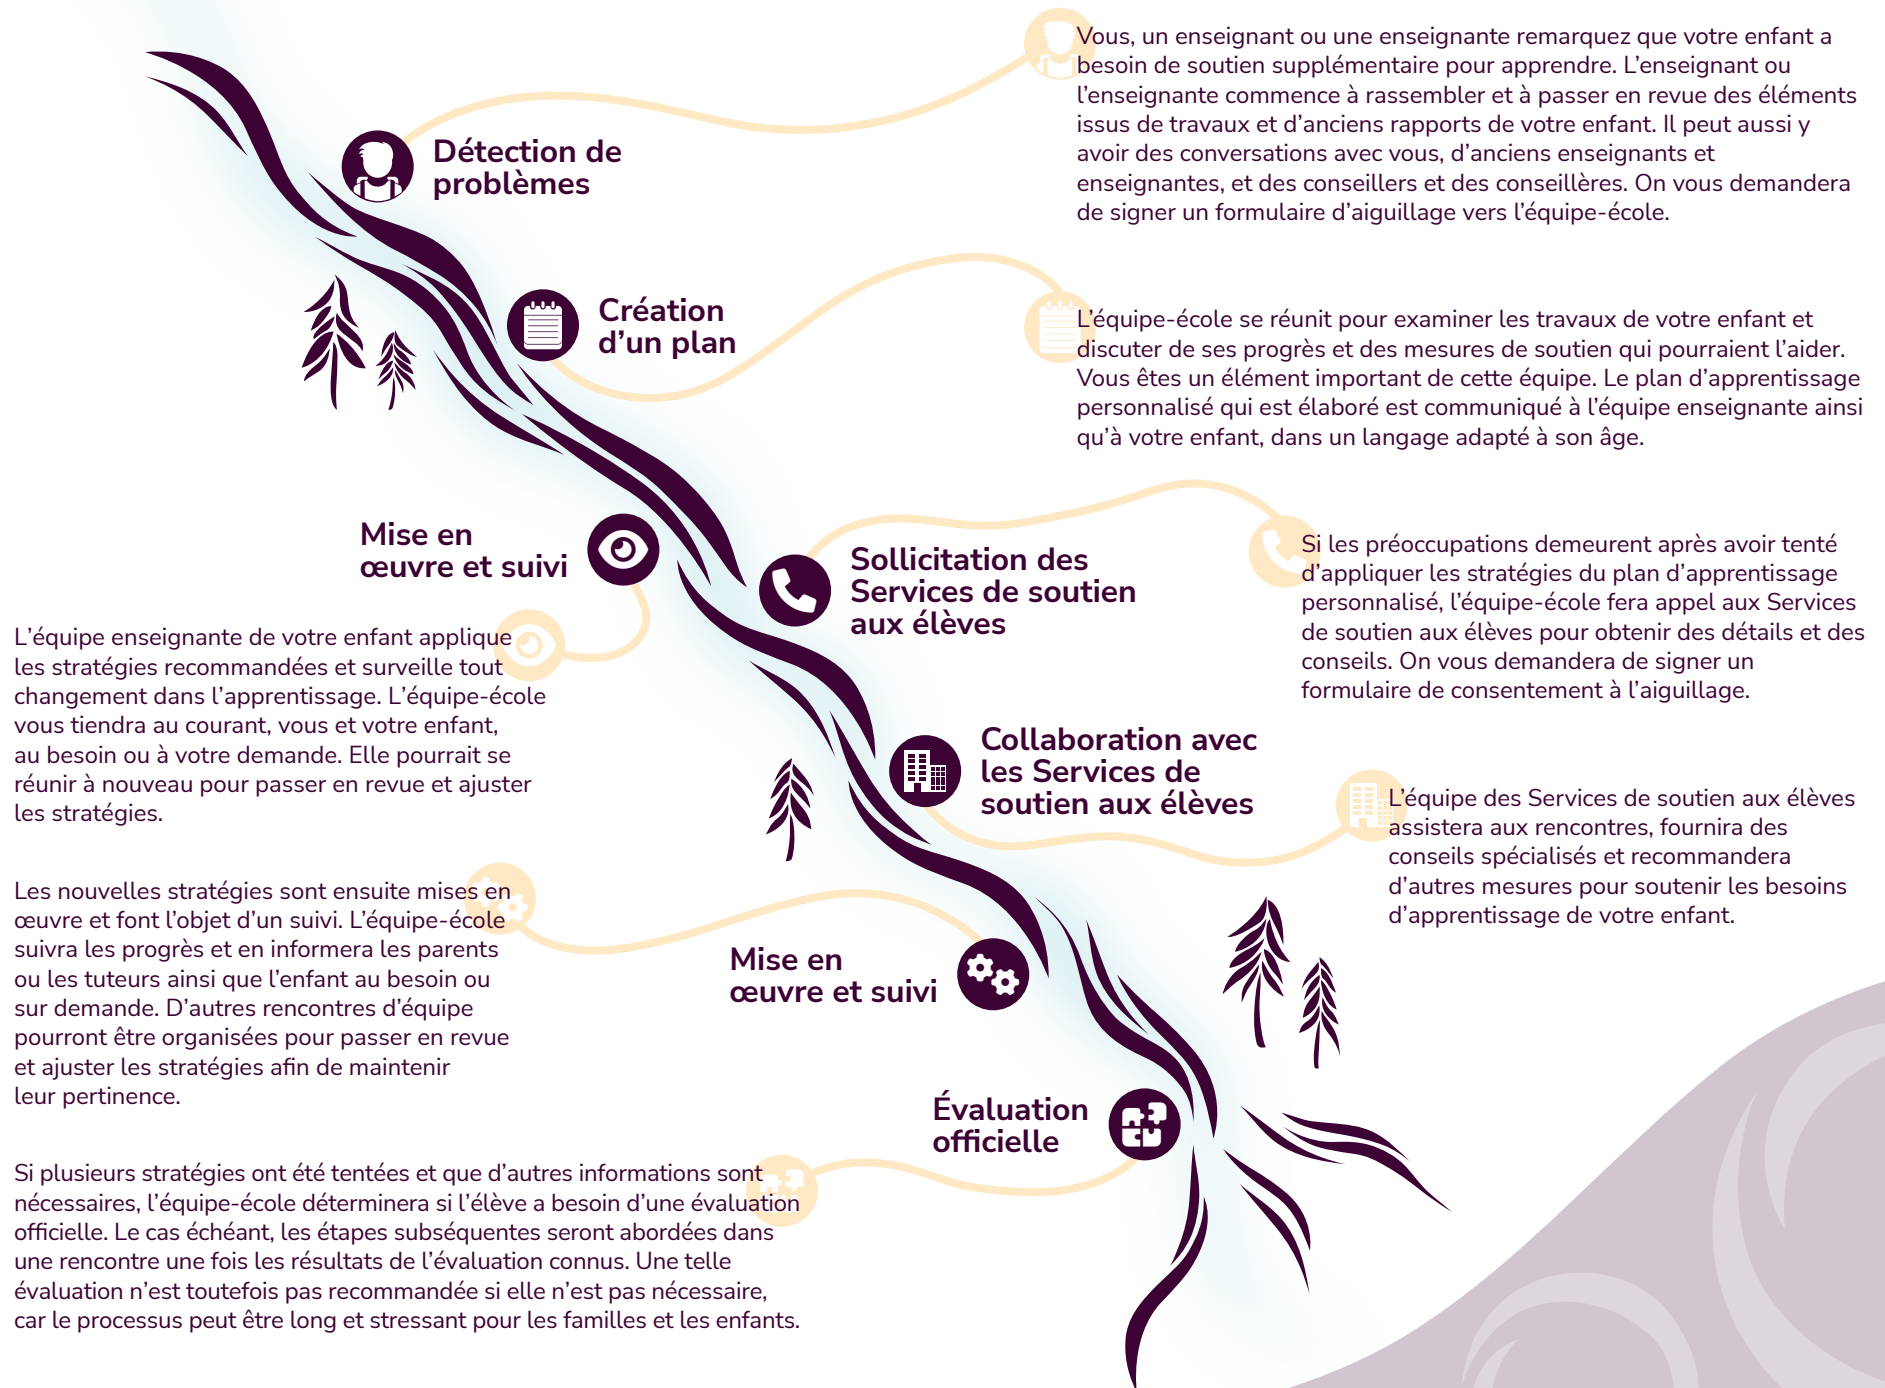 Détection de
problèmes
Vous, un enseignant ou une enseignante remarquez que votre enfant a
besoin de soutien supplémentaire pour apprendre. L’enseignant ou
l’enseignante commence à rassembler et à passer en revue des éléments
issus de travaux et d’anciens rapports de votre enfant. Il peut aussi y
avoir des conversations avec vous, d’anciens enseignants et
enseignantes, et des conseillers et des conseillères. On vous demandera
de signer un formulaire d’aiguillage vers l’équipe-école.
Création
d’un plan
L’équipe-école se réunit pour examiner les travaux de votre enfant et
discuter de ses progrès et des mesures de soutien qui pourraient l’aider.
Vous êtes un élément important de cette équipe. Le plan d’apprentissage
personnalisé qui est élaboré est communiqué à l’équipe enseignante ainsi
qu’à votre enfant, dans un langage adapté à son âge.
Mise en
œuvre et suivi
L’équipe enseignante de votre enfant applique
les stratégies recommandées et surveille tout
changement dans l’apprentissage. L’équipe-école
vous tiendra au courant, vous et votre enfant,
au besoin ou à votre demande. Elle pourrait se
réunir à nouveau pour passer en revue et ajuster
les stratégies.
Sollicitation des
Services de soutien
aux élèves
Si les préoccupations demeurent après avoir tenté
d’appliquer les stratégies du plan d’apprentissage
personnalisé, l’équipe-école fera appel aux Services
de soutien aux élèves pour obtenir des détails et des
conseils. On vous demandera de signer un
formulaire de consentement à l’aiguillage.
Collaboration avec
les Services de
soutien aux élèves
L’équipe des Services de soutien aux élèves
assistera aux rencontres, fournira des
conseils spécialisés et recommandera
d’autres mesures pour soutenir les besoins
d’apprentissage de votre enfant.
Mise en
œuvre et suivi
Les nouvelles stratégies sont ensuite mises en
œuvre et font l’objet d’un suivi. L’équipe-école
suivra les progrès et en informera les parents
ou les tuteurs ainsi que l’enfant au besoin ou
sur demande. D’autres rencontres d’équipe
pourront être organisées pour passer en revue
et ajuster les stratégies afin de maintenir
leur pertinence.
Évaluation
officielle
Si plusieurs stratégies ont été tentées et que d’autres informations sont
nécessaires, l’équipe-école déterminera si l’élève a besoin d’une évaluation
officielle. Le cas échéant, les étapes subséquentes seront abordées dans
une rencontre une fois les résultats de l’évaluation connus. Une telle
évaluation n’est toutefois pas recommandée si elle n’est pas nécessaire,
car le processus peut être long et stressant pour les familles et les enfants.